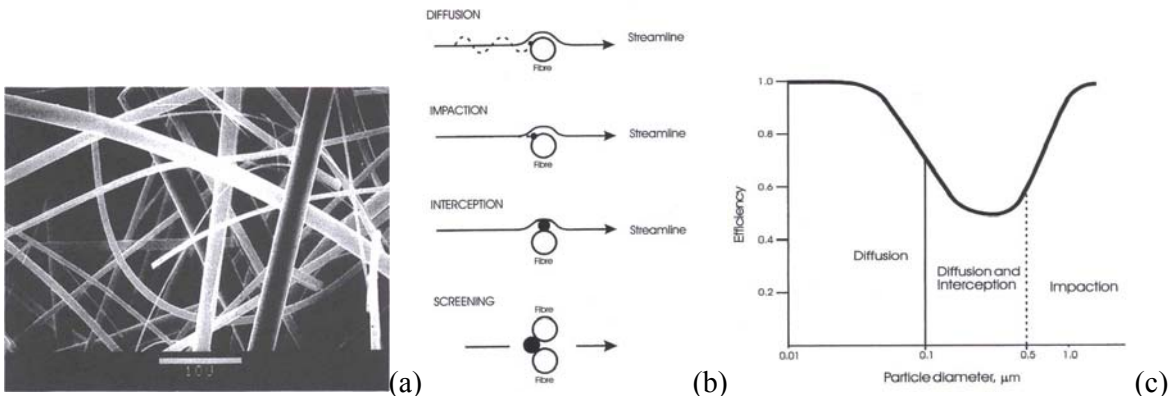 10U
(a)
DIFFUSION
Streamline
Fibre
IMPACTION
Streamline
Fibre
INTERCEPTION
Streamline
Fibre
SCREENING
Fibre
Fibre
(b)
Efficiency
1.0
0.8
0.6
0.4
0.2
Diffusion
Diffusion and
Interception
Impaction
0.01
0.1
0.5
1.0
Particle diameter, μm
(c)